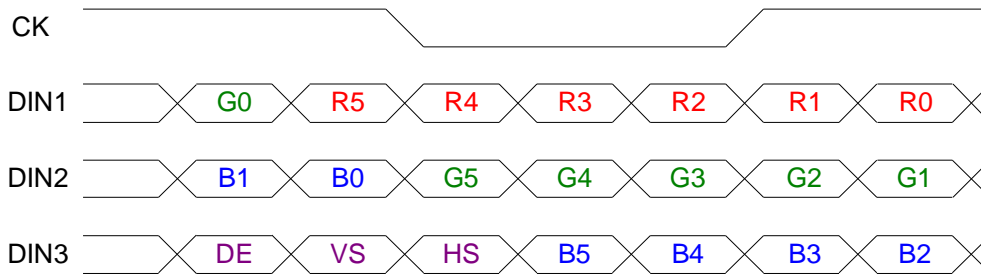 CK
DIN1 G0 R5 R4 R3 R2 R1 R0
DIN2 B1 B0 G5 G4 G3 G2 G1
DIN3 DE VS HS B5 B4 B3 B2